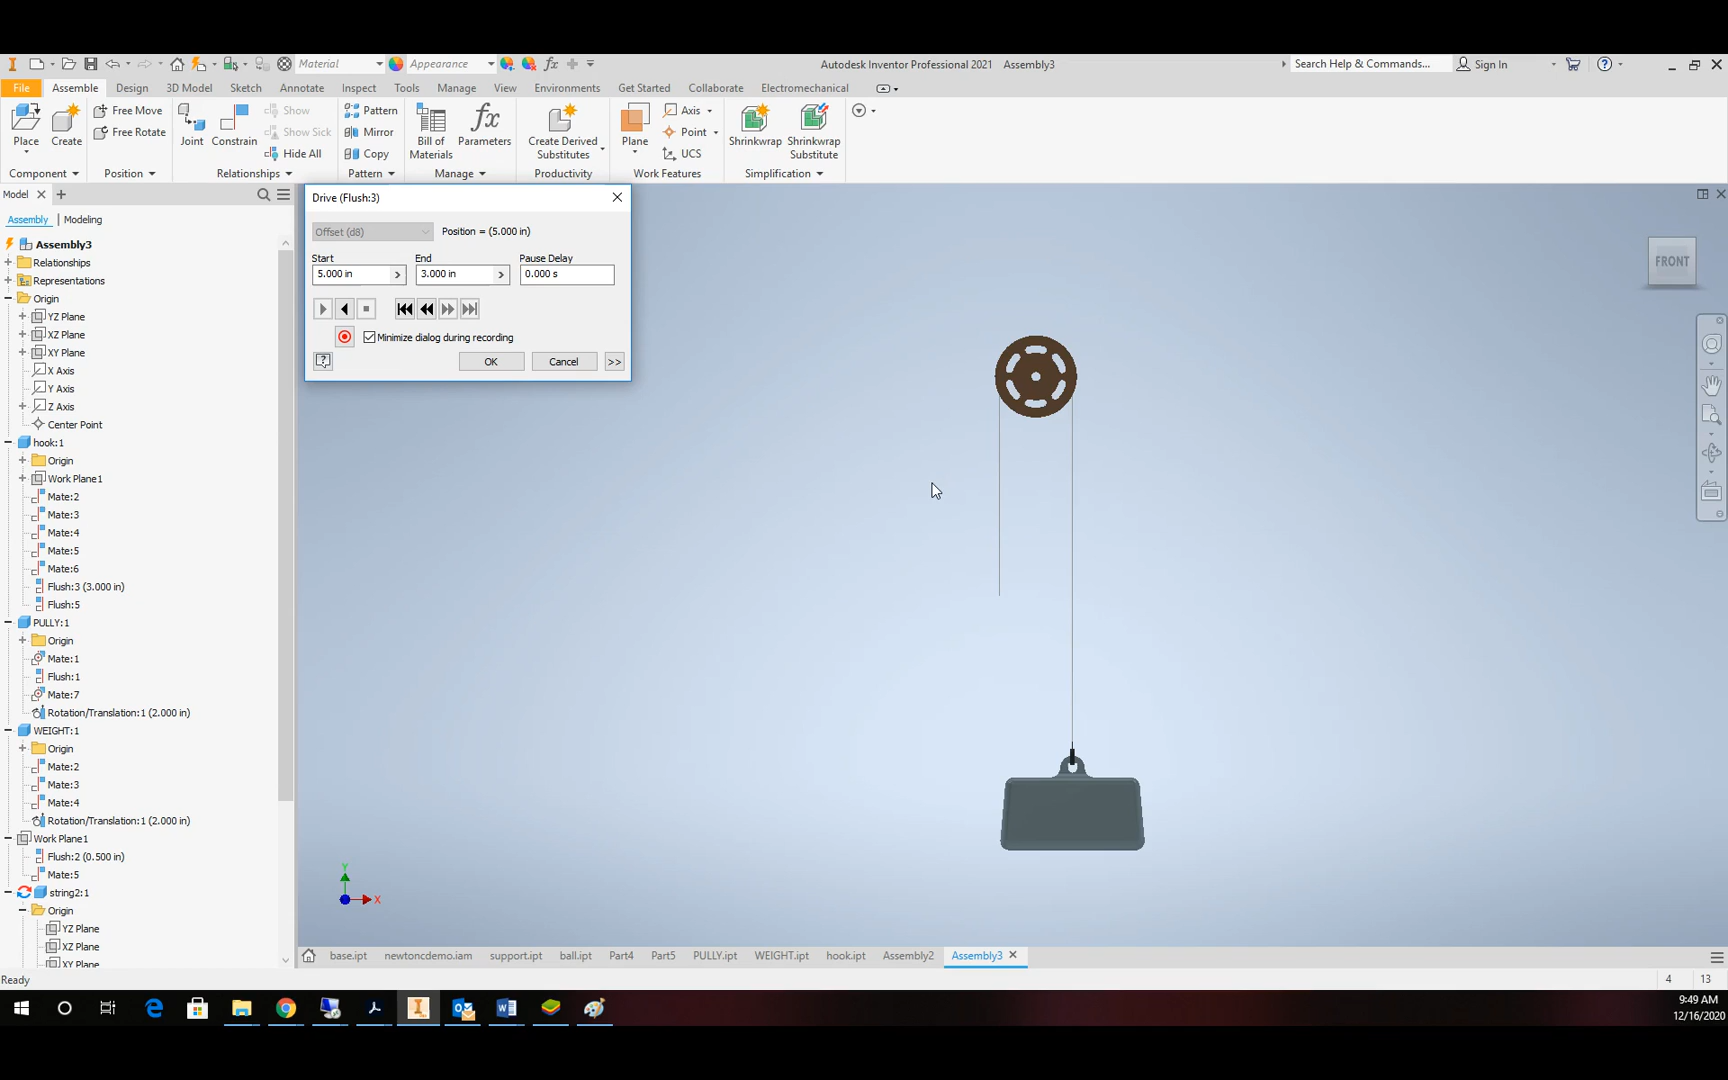 Material
Appearance
Autodesk Inventor Professional 2021 Assembly3
Search Help & Commands...
Sign In
File Assemble Design 3D Model Sketch Annotate Inspect Tools Manage View Environments Get Started Collaborate Electromechanical
Place
Create
Free Move
Free Rotate
Joint
Constrain
Show
Show Sick
Hide All
Pattern
Mirror
Copy
Bill of
Materials
Parameters
Create Derived
Substitutes
Plane
Axis
Point
UCS
Shrinkwrap
Shrinkwrap
Substitute
Component Position Relationships Pattern Manage Productivity Work Features Simplification
Model
Assembly Modeling
Assembly3
Relationships
Representations
Origin
YZ Plane
XZ Plane
XY Plane
X Axis
Y Axis
Z Axis
Center Point
hook:1
Origin
Work Plane1
Mate:2
Mate:3
Mate:4
Mate:5
Mate:6
Flush:3 (3.000 in)
Flush:5
PULLY:1
Origin
Mate:1
Flush:1
Mate:7
Rotation/Translation:1 (2.000 in)
WEIGHT:1
Origin
Mate:2
Mate:3
Mate:4
Rotation/Translation:1 (2.000 in)
Work Plane1
Flush:2 (0.500 in)
Mate:5
string2:1
Origin
YZ Plane
XZ Plane
XY Plane
Drive (Flush:3)
Offset (d8) Position = (5.000 in)
Start End Pause Delay
5.000 in 3.000 in 0.000 s
Minimize dialog during recording
OK Cancel >>
FRONT
Y
X
base.ipt newtoncdemo.iam support.ipt ball.ipt Part4 Part5 PULLY.ipt WEIGHT.ipt hook.ipt Assembly2 Assembly3
Ready
4 13
9:49 AM
12/16/2020